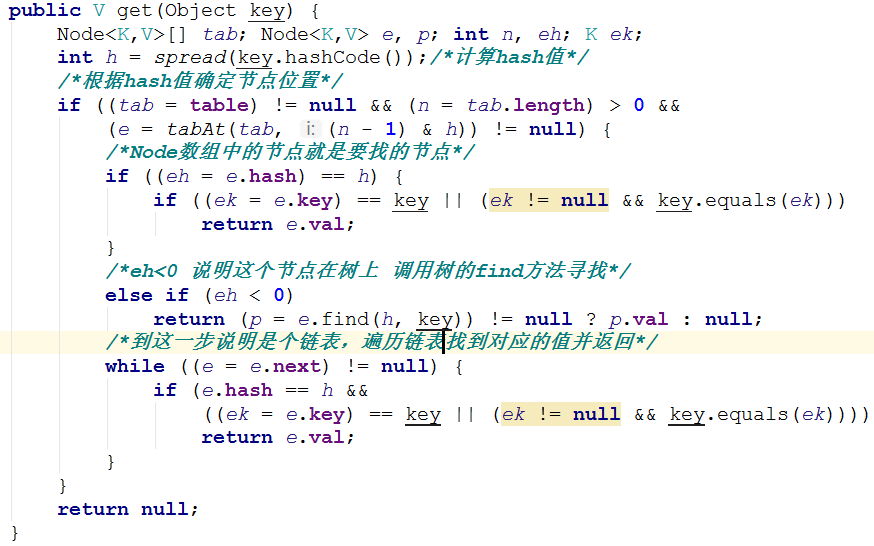 public V get(Object key) {
    Node<K,V>[] tab; Node<K,V> e, p; int n, eh; K ek;
    int h = spread(key.hashCode());/*计算hash值*/
    /*根据hash值确定节点位置*/
    if ((tab = table) != null && (n = tab.length) > 0 &&
        (e = tabAt(tab, i: (n - 1) & h)) != null) {
        /*Node数组中的节点就是要找的节点*/
        if ((eh = e.hash) == h) {
            if ((ek = e.key) == key || (ek != null && key.equals(ek)))
                return e.val;
        }
        /*eh<0 说明这个节点在树上 调用树的find方法寻找*/
        else if (eh < 0)
            return (p = e.find(h, key)) != null ? p.val : null;
        /*到这一步说明是个链表，遍历链表找到对应的值并返回*/
        while ((e = e.next) != null) {
            if (e.hash == h &&
                ((ek = e.key) == key || (ek != null && key.equals(ek))))
                return e.val;
        }
    }
    return null;
}